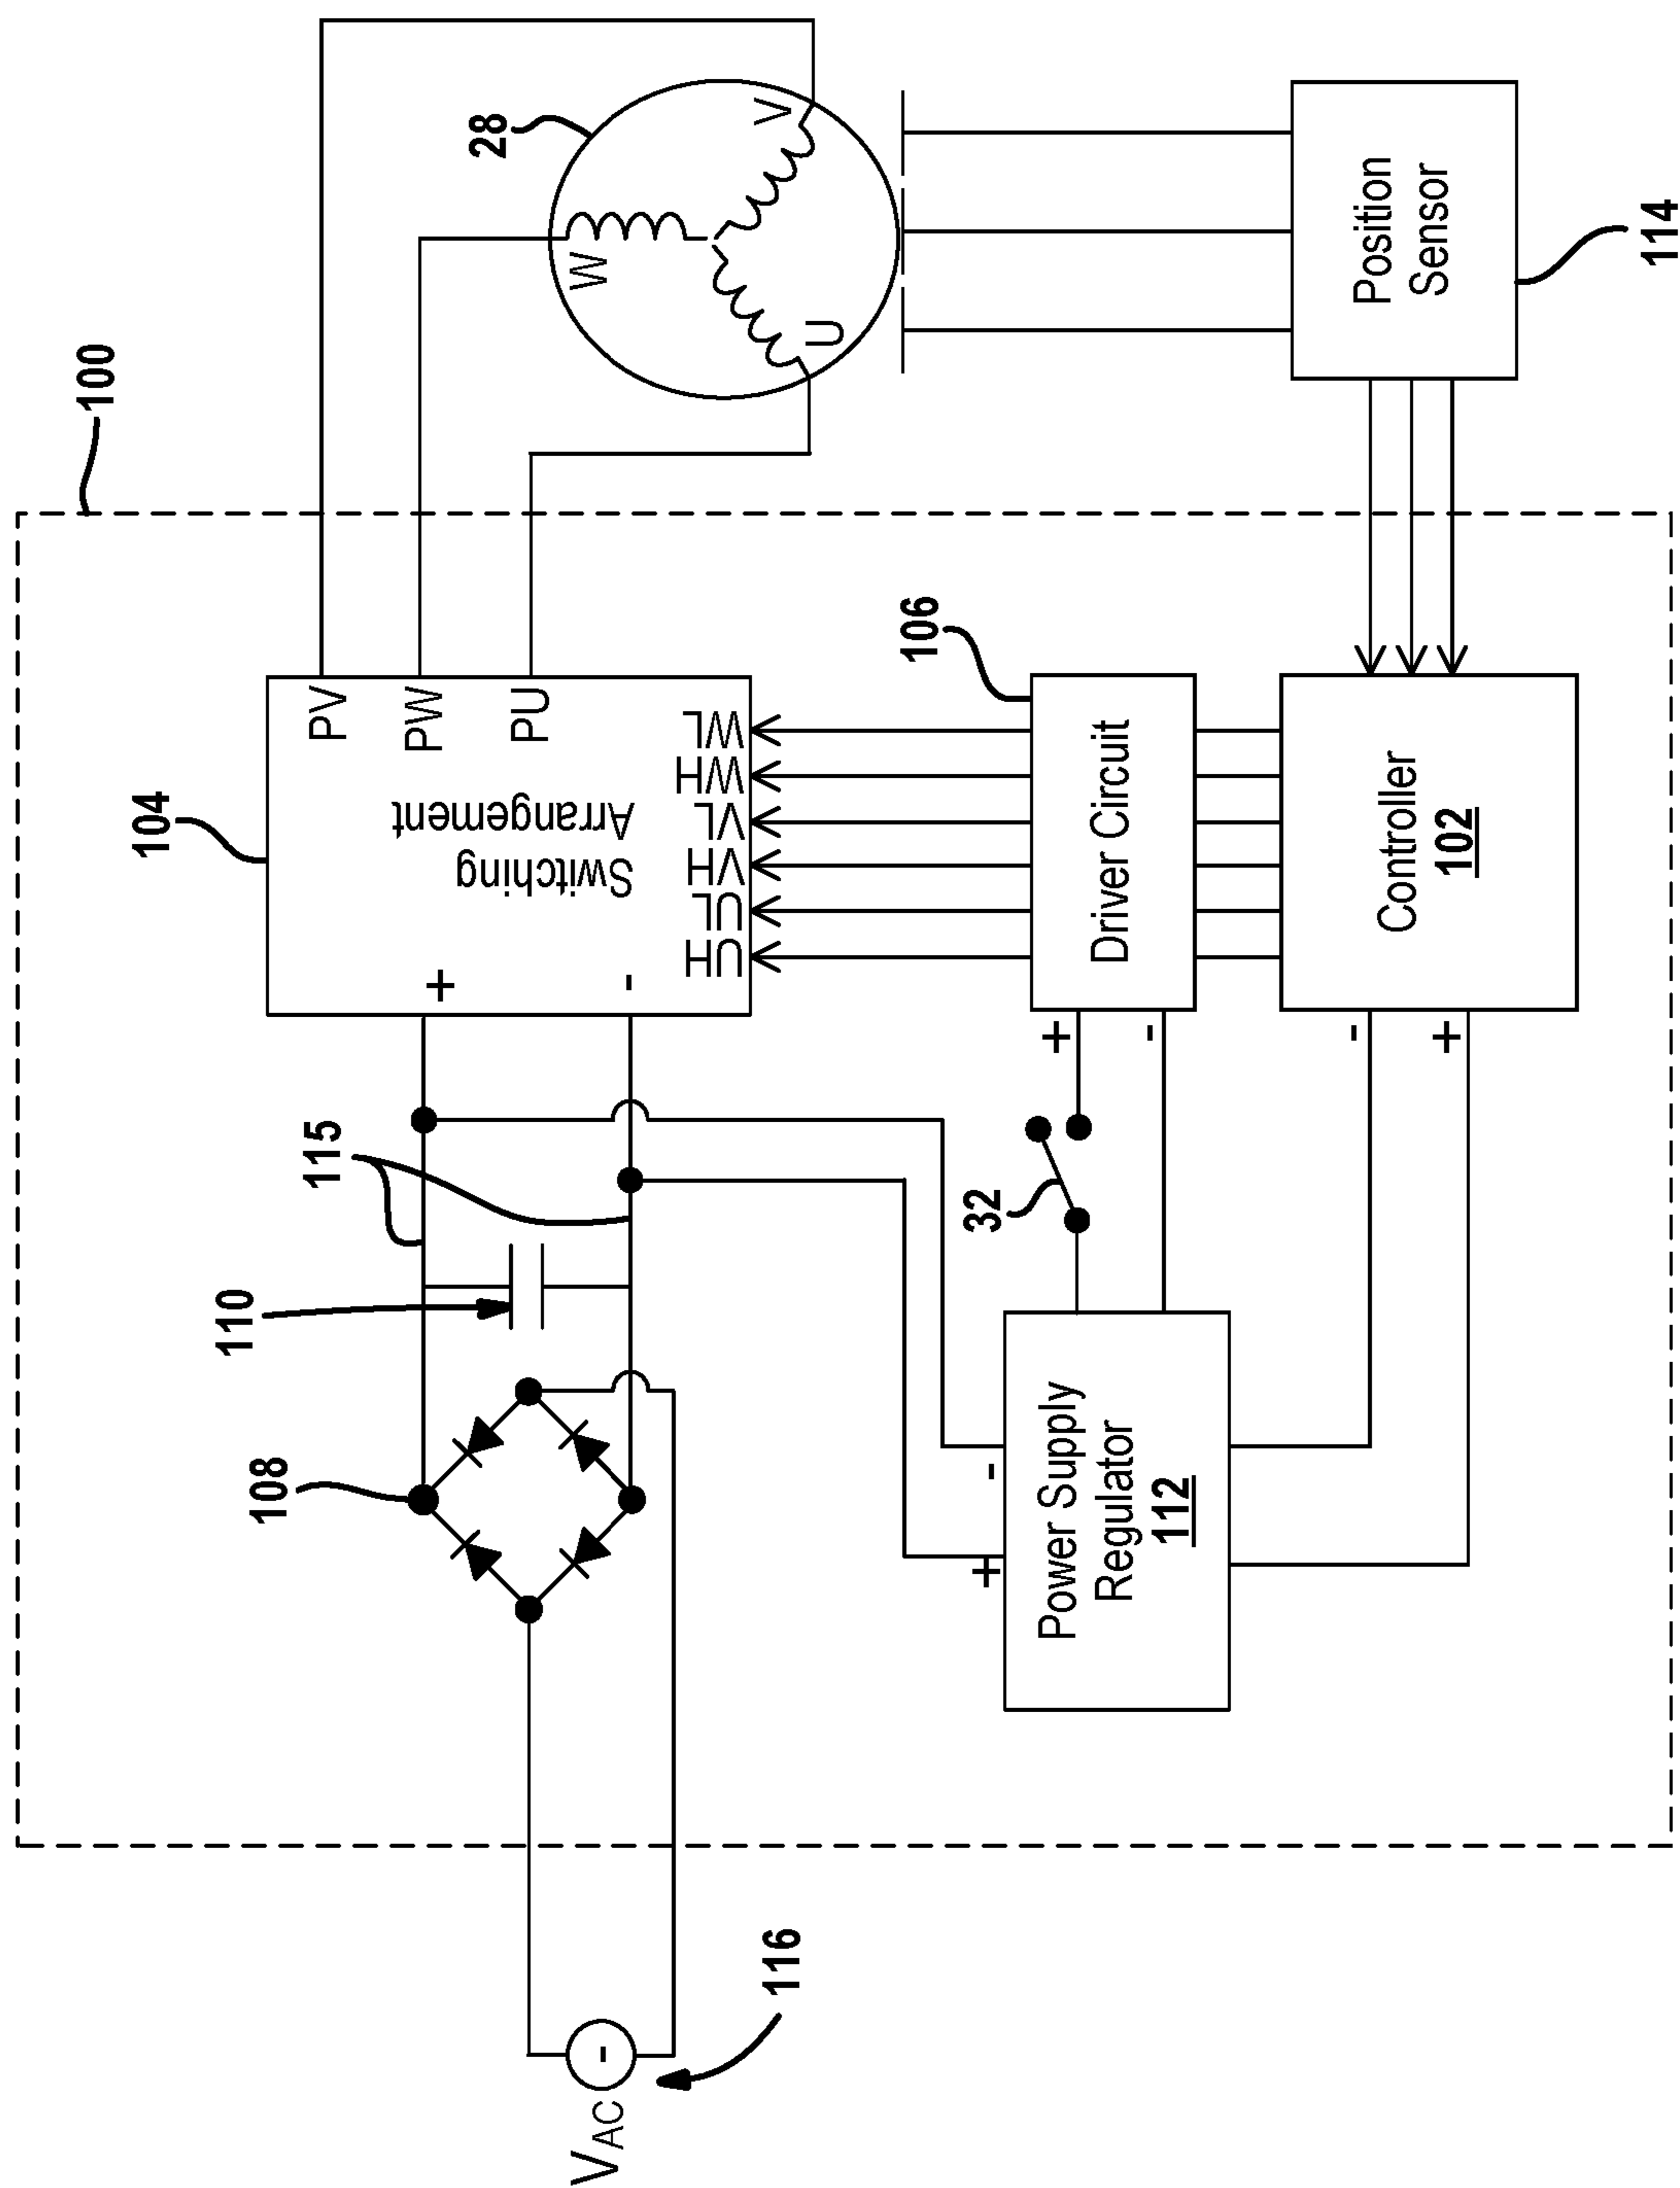 100
104
108
110
115
+
-
Switching
Arrangement
PV
PW
PU
UH
UL
VH
VL
WH
WL
28
W
V
U
VAC
-
116
32
106
+
-
Driver Circuit
+
-
Power Supply
Regulator
112
-
+
Controller
102
Position
Sensor
114